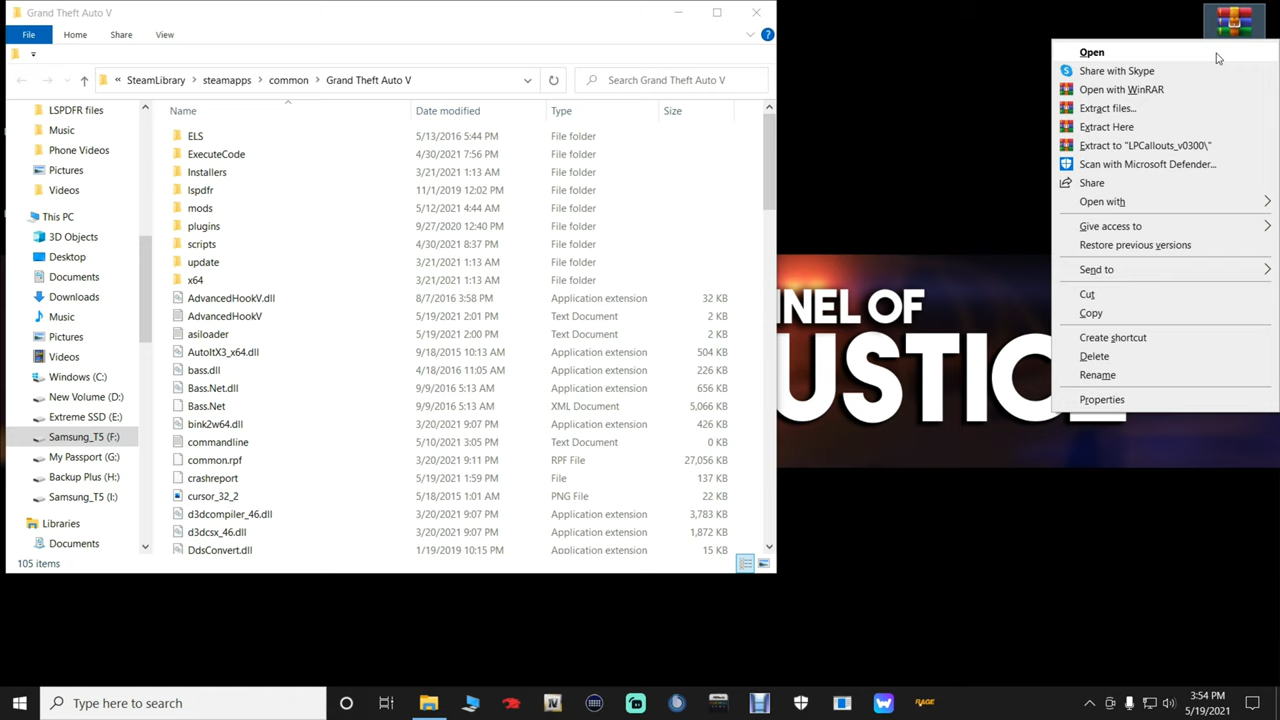 Grand Theft Auto V
File Home Share View
« SteamLibrary > steamapps > common > Grand Theft Auto V
Search Grand Theft Auto V
LSPDFR files
Music
Phone Videos
Pictures
Videos
This PC
3D Objects
Desktop
Documents
Downloads
Music
Pictures
Videos
Windows (C:)
New Volume (D:)
Extreme SSD (E:)
Samsung_T5 (F:)
My Passport (G:)
Backup Plus (H:)
Samsung_T5 (I:)
Libraries
Documents
Name Date modified Type Size
ELS 5/13/2016 5:44 PM File folder
ExecuteCode 4/30/2021 7:56 PM File folder
Installers 3/21/2021 1:13 AM File folder
lspdfr 11/1/2019 12:02 PM File folder
mods 5/12/2021 4:44 AM File folder
plugins 9/27/2020 12:40 PM File folder
scripts 4/30/2021 8:37 PM File folder
update 3/21/2021 1:13 AM File folder
x64 3/21/2021 1:13 AM File folder
AdvancedHookV.dll 8/7/2016 3:58 PM Application extension 32 KB
AdvancedHookV 5/19/2021 2:01 PM Text Document 2 KB
asiloader 5/19/2021 2:00 PM Text Document 2 KB
AutoItX3_x64.dll 9/18/2015 10:13 AM Application extension 504 KB
bass.dll 4/18/2016 11:05 AM Application extension 226 KB
Bass.Net.dll 9/9/2016 5:13 AM Application extension 656 KB
Bass.Net 9/9/2016 5:13 AM XML Document 5,066 KB
bink2w64.dll 3/20/2021 9:07 PM Application extension 426 KB
commandline 5/10/2021 3:05 PM Text Document 0 KB
common.rpf 3/20/2021 9:11 PM RPF File 27,056 KB
crashreport 5/19/2021 1:59 PM File 137 KB
cursor_32_2 5/18/2015 1:01 AM PNG File 22 KB
d3dcompiler_46.dll 3/20/2021 9:07 PM Application extension 3,783 KB
d3dcsx_46.dll 3/20/2021 9:07 PM Application extension 1,872 KB
DdsConvert.dll 1/19/2019 10:15 PM Application extension 15 KB
105 items
Open
Share with Skype
Open with WinRAR
Extract files...
Extract Here
Extract to "LPCallouts_v0300\"
Scan with Microsoft Defender...
Share
Open with
Give access to
Restore previous versions
Send to
Cut
Copy
Create shortcut
Delete
Rename
Properties
NEL OF
USTIC
Type here to search
IV
RAGE
3:54 PM
5/19/2021